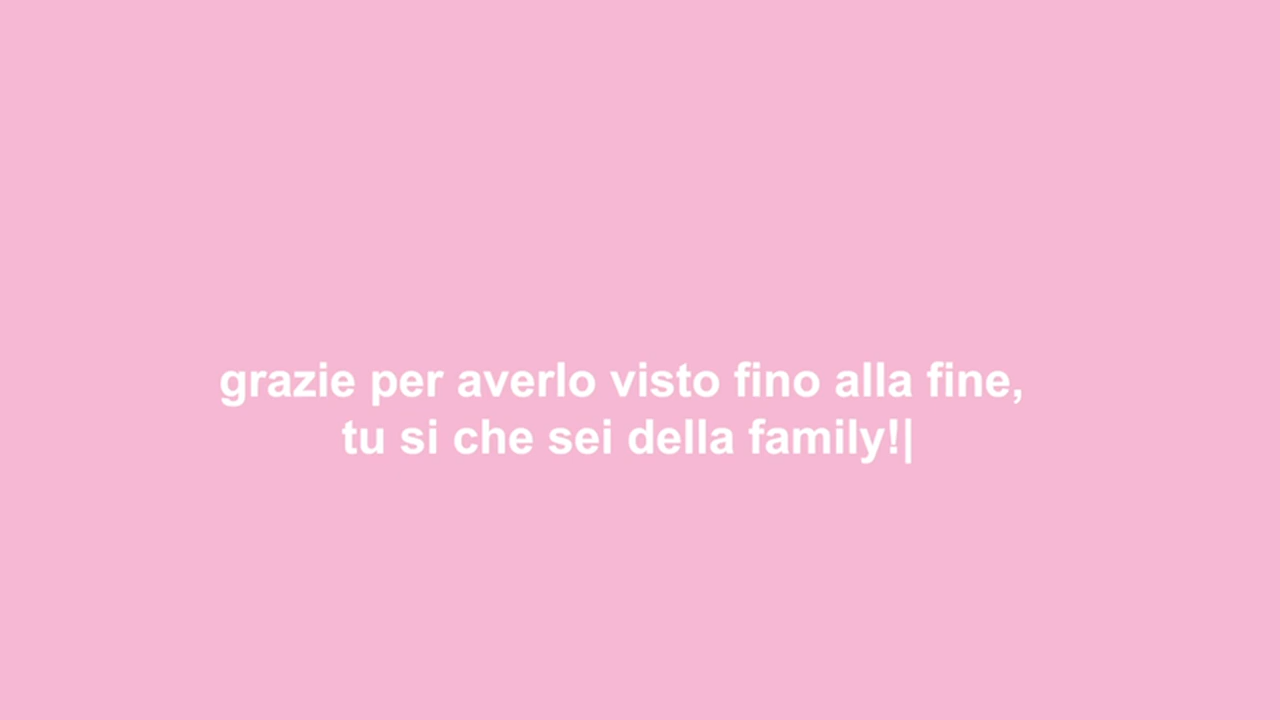 grazie per averlo visto fino alla fine,
tu si che sei della family!|